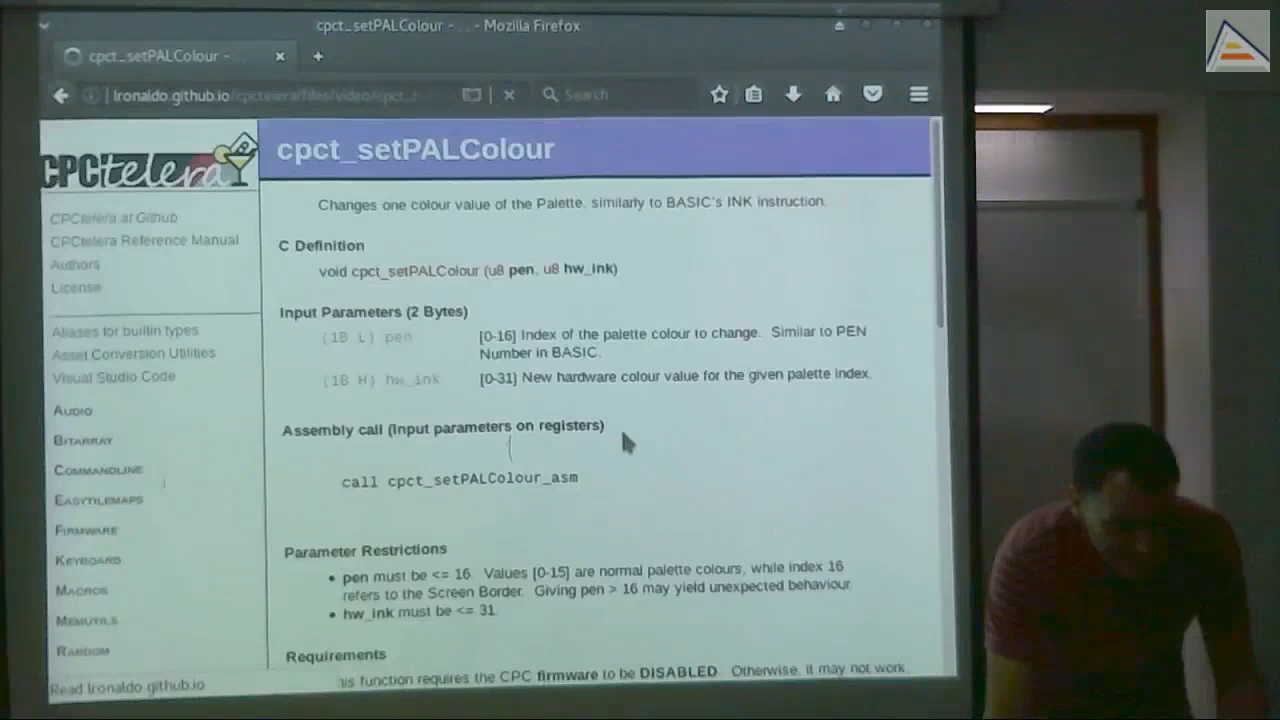 cpct_setPALColour - ... - Mozilla Firefox
cpct_setPALColour - ...
lronaldo.github.io/cpctelera/files/video/cpct_
Search
CPCtelera
cpct_setPALColour
Changes one colour value of the Palette, similarly to BASIC's INK instruction.
CPCtelera at Github
CPCtelera Reference Manual
Authors
License
C Definition
void cpct_setPALColour (u8 pen, u8 hw_ink)
Input Parameters (2 Bytes)
(1B L) pen [0-16] Index of the palette colour to change. Similar to PEN
Number in BASIC.
(1B H) hw_ink [0-31] New hardware colour value for the given palette index.
Aliases for builtin types
Asset Conversion Utilities
Visual Studio Code
Audio
Bitarray
Commandline
Easytilemaps
Firmware
Keyboard
Macros
Memutils
Random
Assembly call (Input parameters on registers)
call cpct_setPALColour_asm
Parameter Restrictions
• pen must be <= 16. Values [0-15] are normal palette colours, while index 16
refers to the Screen Border. Giving pen > 16 may yield unexpected behaviour.
• hw_ink must be <= 31.
Requirements
is function requires the CPC firmware to be DISABLED. Otherwise, it may not work
Read lronaldo.github.io